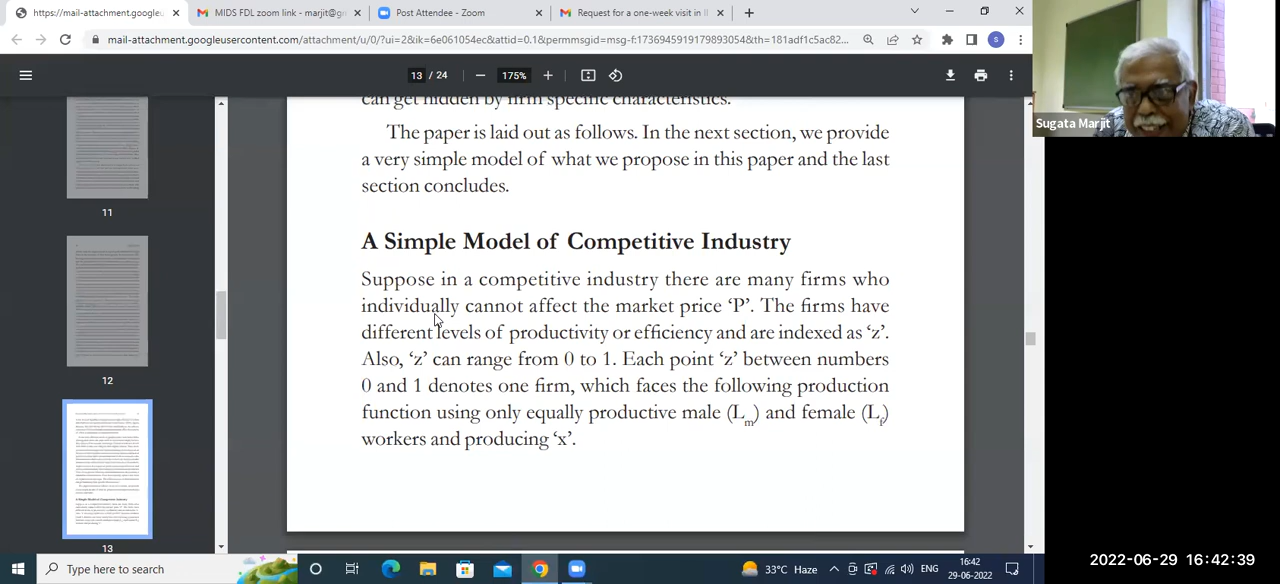 https://mail-attachment.googleu
MIDS FDL zoom link - marjit@g
Post Attendee - Zoom
Request for a one-week visit in I
mail-attachment.googleusercontent.com/attachment/u/0/?ui=2&ik=6e061054ec&attid=0.1&permmsgid=msg-f:1736945919179893054&th=181adf1c5ac82...
S
13 / 24
175%
can get hidden by firm specific characteristics.
The paper is laid out as follows. In the next section, we provide
a very simple model of what we propose in this paper and the last
section concludes.
A Simple Model of Competitive Industry
Suppose in a competitive industry there are many firms who
individually cannot affect the market price ‘P’. The firms have
different levels of productivity or efficiency and are indexed as ‘z’.
Also, ‘z’ can range from 0 to 1. Each point ‘z’ between numbers
0 and 1 denotes one firm, which faces the following production
function using only equally productive male (Lm) and female (Lf)
workers and producing ‘x’.
11
12
13
Sugata Marjit
Type here to search
33°C Haze
ENG
16:42
29-06-2022
2022-06-29 16:42:39